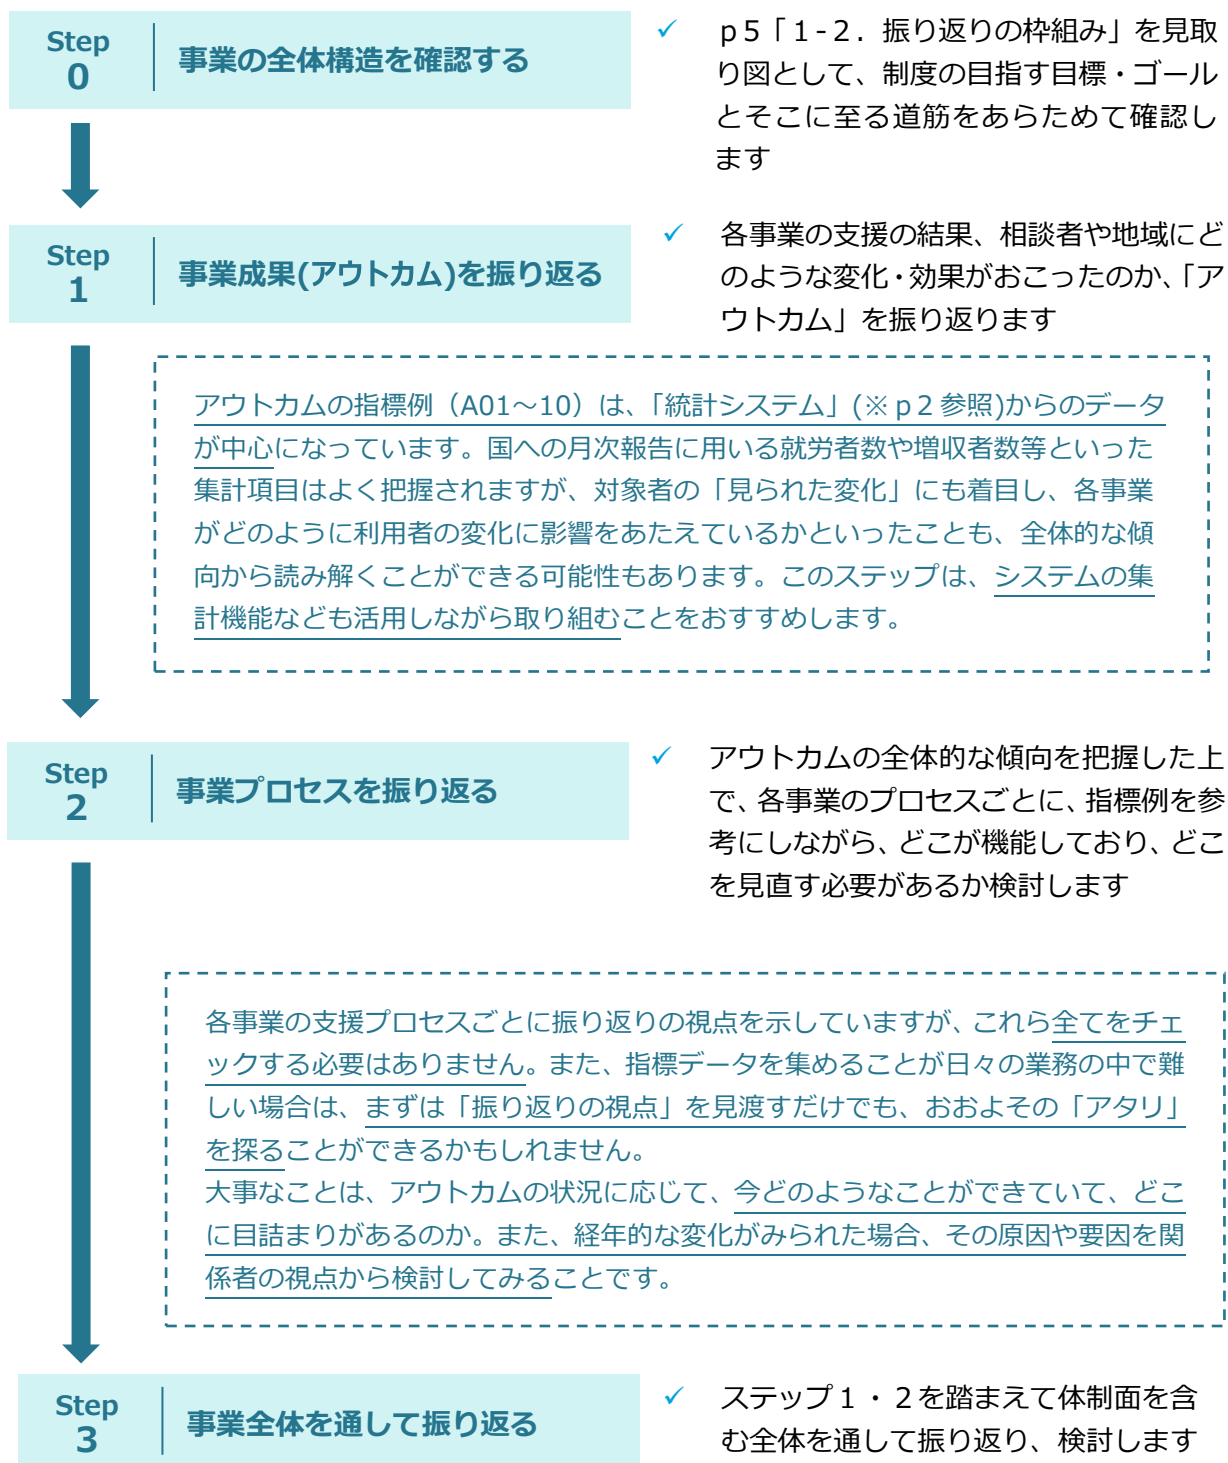 Step
0
事業の全体構造を確認する
✓ p5「1-2．振り返りの枠組み」を見取
り図として、制度の目指す目標・ゴール
とそこに至る道筋をあらためて確認し
ます
Step
1
事業成果(アウトカム)を振り返る
✓ 各事業の支援の結果、相談者や地域にど
のような変化・効果がおこったのか、「ア
ウトカム」を振り返ります
アウトカムの指標例（A01～10）は、「統計システム」(※p2参照)からのデータ
が中心になっています。国への月次報告に用いる就労者数や増収者数等といった
集計項目はよく把握されますが、対象者の「見られた変化」にも着目し、各事業
がどのように利用者の変化に影響をあたえているかといったことも、全体的な傾
向から読み解くことができる可能性もあります。このステップは、システムの集
計機能なども活用しながら取り組むことをおすすめします。
Step
2
事業プロセスを振り返る
✓ アウトカムの全体的な傾向を把握した上
で、各事業のプロセスごとに、指標例を参
考にしながら、どこが機能しており、どこ
を見直す必要があるか検討します
各事業の支援プロセスごとに振り返りの視点を示していますが、これら全てをチェ
ックする必要はありません。また、指標データを集めることが日々の業務の中で難
しい場合は、まずは「振り返りの視点」を見渡すだけでも、おおよその「アタリ」
を探ることができるかもしれません。
大事なことは、アウトカムの状況に応じて、今どのようなことができていて、どこ
に目詰まりがあるのか。また、経年的な変化がみられた場合、その原因や要因を関
係者の視点から検討してみることです。
Step
3
事業全体を通して振り返る
✓ ステップ１・２を踏まえて体制面を含
む全体を通して振り返り、検討します